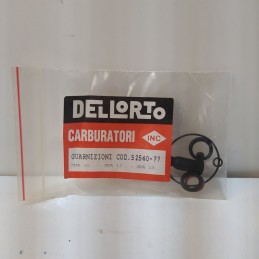 DELLORTO
CARBURATORI INC
GUARNIZIONI COD.52540-77